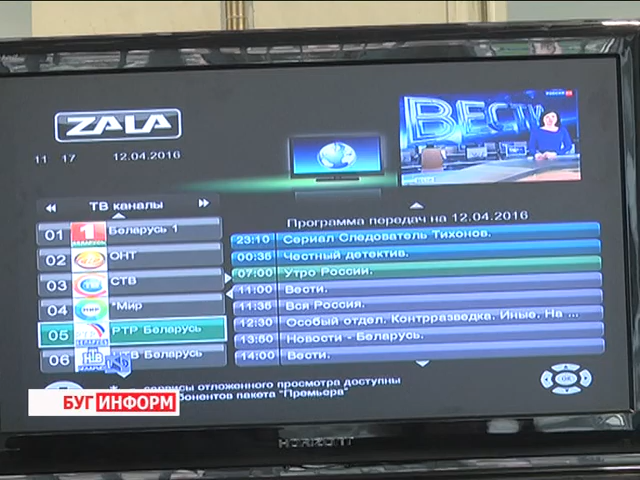 ZALA
11 17 12.04.2016
ВЕСТИ
ТВ каналы
01 Беларусь 1
02 ОНТ
03 СТВ
04 *Мир
05 РТР Беларусь
06 НТВ Беларусь
Программа передач на 12.04.2016
23:10 Сериал Следователь Тихонов.
00:35 Честный детектив.
07:00 Утро России.
11:00 Вести.
11:35 Вся Россия.
12:30 Особый отдел. Контрразведка. Иные. На ...
13:50 Новости - Беларусь.
14:00 Вести.
сервисы отложенного просмотра доступны
пакета "Премьера"
OK
БУГИНФОРМ
HORIZONT